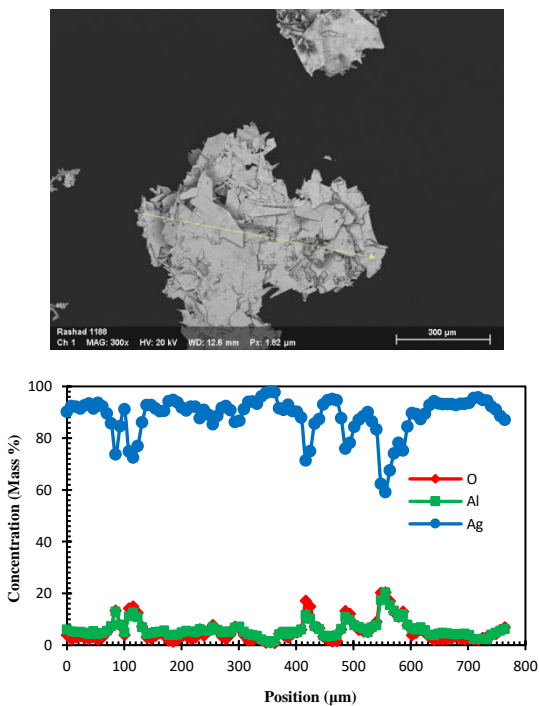 Rashad 1188
Ch 1 MAG: 300x HV: 20 kV WD: 12.6 mm Px: 1.82 µm
300 µm
100
80
60
40
20
0
0 100 200 300 400 500 600 700 800
O
Al
Ag
Concentration (Mass %)
Position (µm)